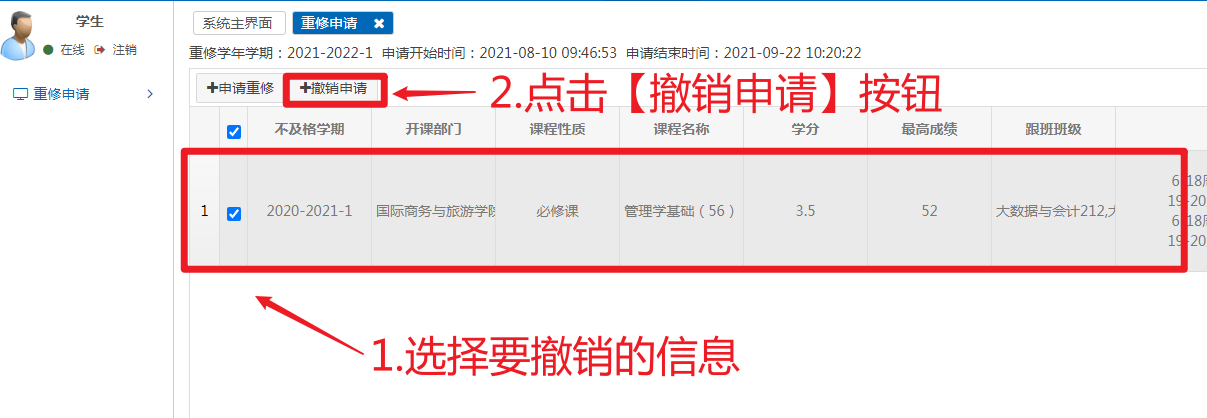 学生
在线 注销
重修申请
系统主界面 重修申请
重修学年学期：2021-2022-1 申请开始时间：2021-08-10 09:46:53 申请结束时间：2021-09-22 10:20:22
+申请重修 +撤销申请
2.点击【撤销申请】按钮
不及格学期 开课部门 课程性质 课程名称 学分 最高成绩 跟班班级
1 2020-2021-1 国际商务与旅游学院 必修课 管理学基础（56） 3.5 52 大数据与会计212,
19-20,
19-20,
1.选择要撤销的信息